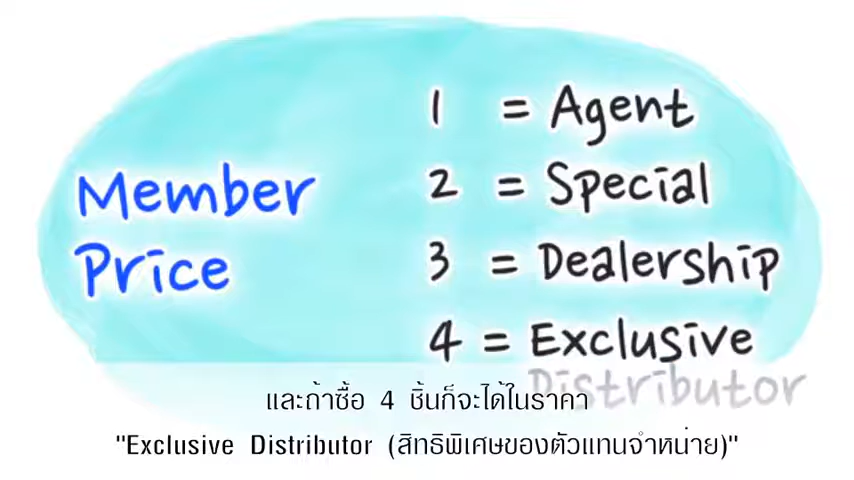 Member
Price
1 = Agent
2 = Special
3 = Dealership
4 = Exclusive
Distributor
และถ้าซื้อ 4 ชิ้นก็จะได้ในราคา
"Exclusive Distributor (สิทธิพิเศษของตัวแทนจำหน่าย)"